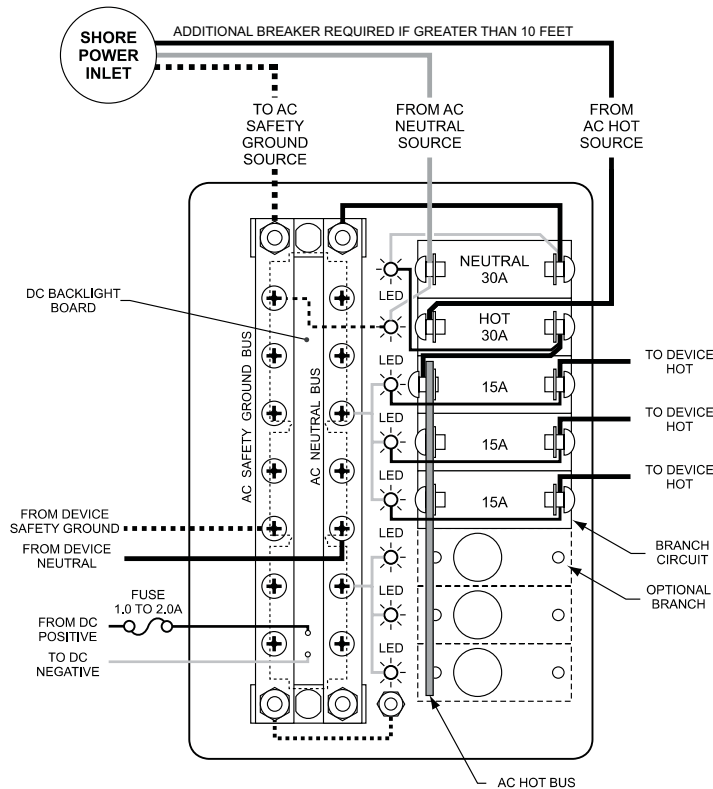 SHORE
POWER
INLET
ADDITIONAL BREAKER REQUIRED IF GREATER THAN 10 FEET
TO AC
SAFETY
GROUND
SOURCE
FROM AC
NEUTRAL
SOURCE
FROM
AC HOT
SOURCE
NEUTRAL
30A
LED
DC BACKLIGHT
BOARD
HOT
30A
LED
TO DEVICE
HOT
15A
LED
AC SAFETY GROUND BUS
AC NEUTRAL BUS
TO DEVICE
HOT
15A
LED
TO DEVICE
HOT
15A
LED
FROM DEVICE
SAFETY GROUND
FROM DEVICE
NEUTRAL
BRANCH
CIRCUIT
LED
FUSE
1.0 TO 2.0A
OPTIONAL
BRANCH
LED
FROM DC
POSITIVE
TO DC
NEGATIVE
LED
AC HOT BUS